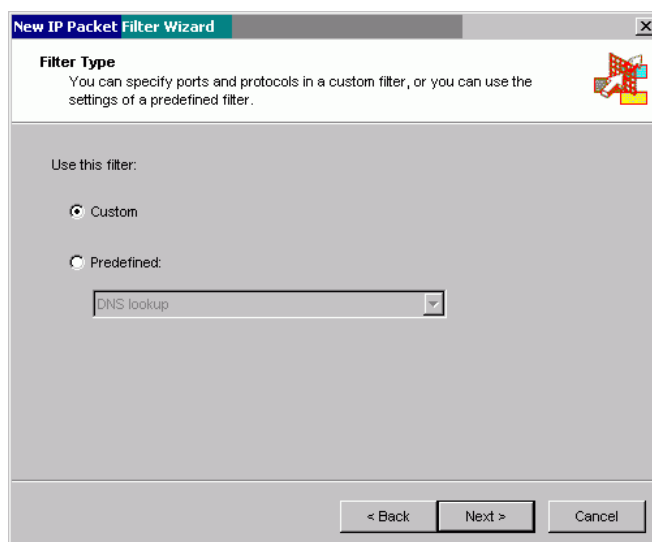 New IP Packet Filter Wizard
Filter Type
You can specify ports and protocols in a custom filter, or you can use the
settings of a predefined filter.
Use this filter:
Custom
Predefined:
DNS lookup
< Back
Next >
Cancel